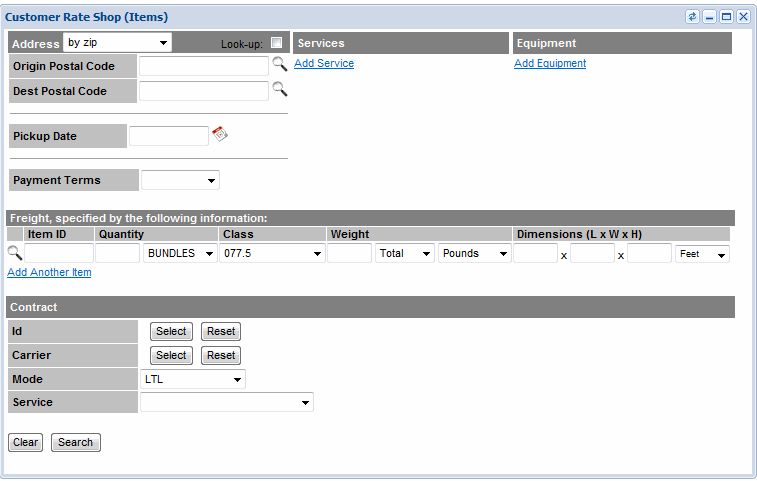 Customer Rate Shop (Items)
Address by zip Look-up: Services Equipment
Origin Postal Code Add Service Add Equipment
Dest Postal Code
Pickup Date
Payment Terms
Freight, specified by the following information:
Item ID Quantity Class Weight Dimensions (L x W x H)
BUNDLES 077.5 Total Pounds x x Feet
Add Another Item
Contract
Id Select Reset
Carrier Select Reset
Mode LTL
Service
Clear Search